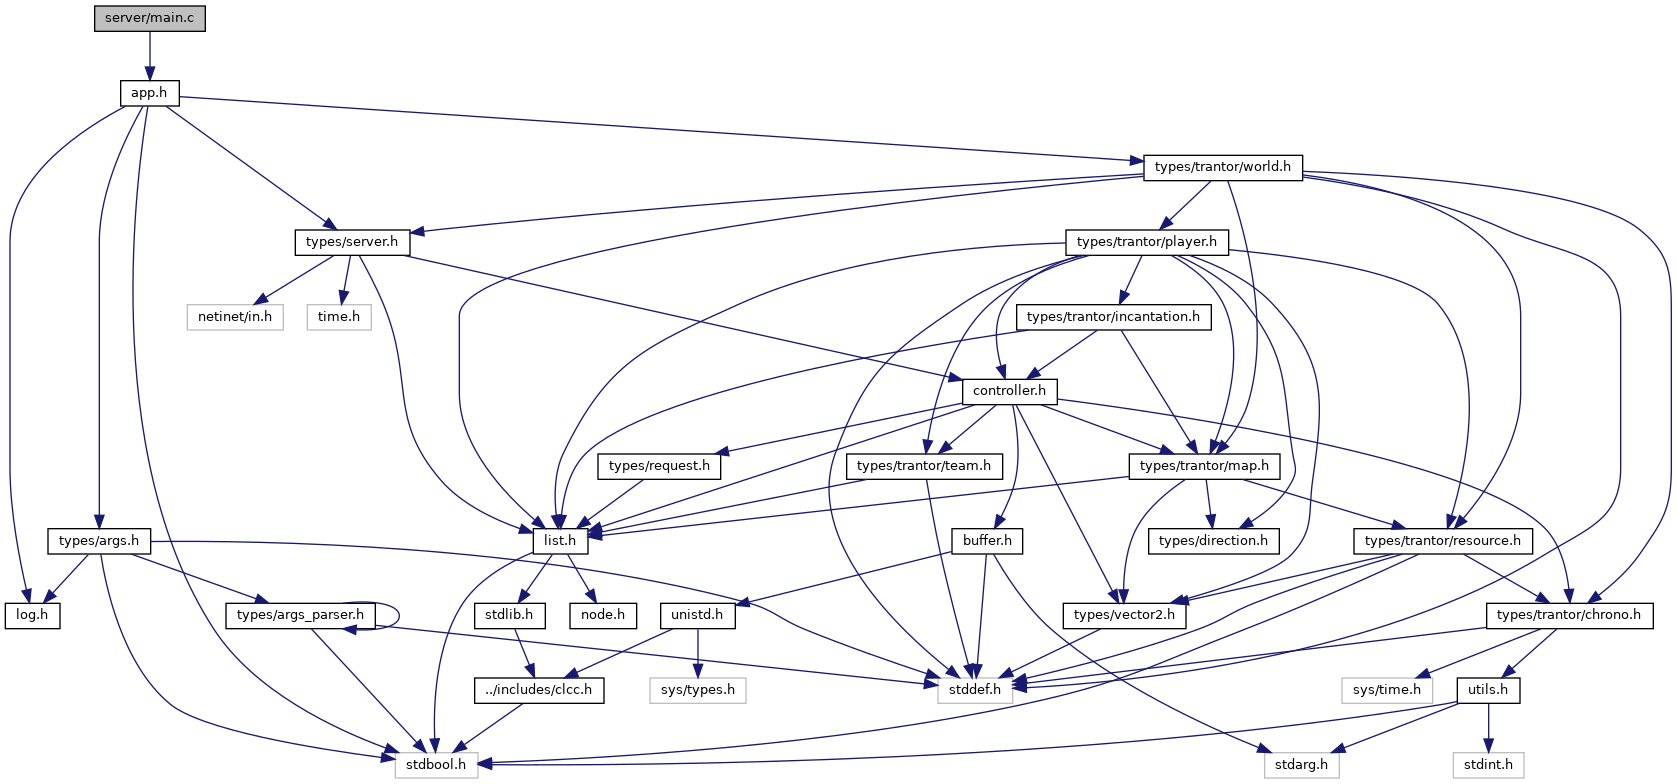 server/main.c
app.h
types/trantor/world.h
types/server.h
types/trantor/player.h
netinet/in.h
time.h
types/trantor/incantation.h
controller.h
types/request.h
types/trantor/team.h
types/trantor/map.h
types/args.h
list.h
buffer.h
types/direction.h
types/trantor/resource.h
log.h
types/args_parser.h
stdlib.h
node.h
unistd.h
types/vector2.h
types/trantor/chrono.h
../includes/clcc.h
sys/types.h
stddef.h
sys/time.h
utils.h
stdbool.h
stdarg.h
stdint.h